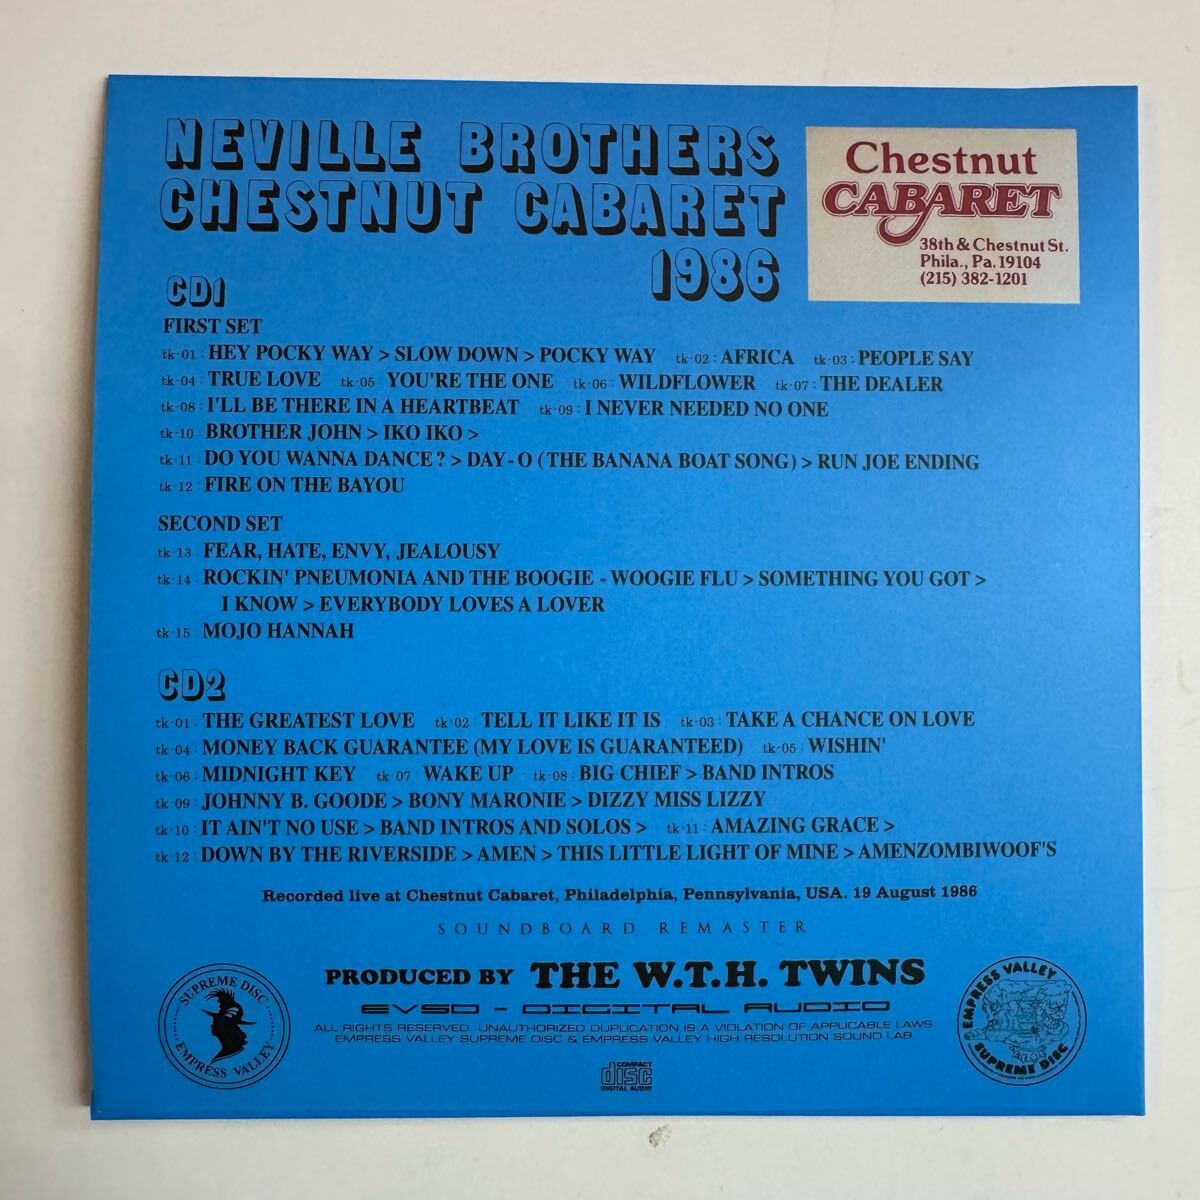 NEVILLE BROTHERS
CHESTNUT CABARET
1986
Chestnut
CABARET
38th & Chestnut St.
Phila., Pa. 19104
(215) 382-1201
CD1
FIRST SET
tk-01 : HEY POCKY WAY > SLOW DOWN > POCKY WAY tk-02 : AFRICA tk-03 : PEOPLE SAY
tk-04 : TRUE LOVE tk-05 : YOU'RE THE ONE tk-06 : WILDFLOWER tk-07 : THE DEALER
tk-08 : I'LL BE THERE IN A HEARTBEAT tk-09 : I NEVER NEEDED NO ONE
tk-10 : BROTHER JOHN > IKO IKO >
tk-11 : DO YOU WANNA DANCE? > DAY-O (THE BANANA BOAT SONG) > RUN JOE ENDING
tk-12 : FIRE ON THE BAYOU
SECOND SET
tk-13 : FEAR, HATE, ENVY, JEALOUSY
tk-14 : ROCKIN' PNEUMONIA AND THE BOOGIE - WOOGIE FLU > SOMETHING YOU GOT >
I KNOW > EVERYBODY LOVES A LOVER
tk-15 : MOJO HANNAH
CD2
tk-01 : THE GREATEST LOVE tk-02 : TELL IT LIKE IT IS tk-03 : TAKE A CHANCE ON LOVE
tk-04 : MONEY BACK GUARANTEE (MY LOVE IS GUARANTEED) tk-05 : WISHIN'
tk-06 : MIDNIGHT KEY tk-07 : WAKE UP tk-08 : BIG CHIEF > BAND INTROS
tk-09 : JOHNNY B. GOODE > BONY MARONIE > DIZZY MISS LIZZY
tk-10 : IT AIN'T NO USE > BAND INTROS AND SOLOS > tk-11 : AMAZING GRACE >
tk-12 : DOWN BY THE RIVERSIDE > AMEN > THIS LITTLE LIGHT OF MINE > AMENZOMBIWOOF'S
Recorded live at Chestnut Cabaret, Philadelphia, Pennsylvania, USA. 19 August 1986
SOUNDBOARD REMASTER
PRODUCED BY THE W.T.H. TWINS
EVSD - DIGITAL AUDIO
ALL RIGHTS RESERVED. UNAUTHORIZED DUPLICATION IS A VIOLATION OF APPLICABLE LAWS.
EMPRESS VALLEY SUPREME DISC & EMPRESS VALLEY HIGH RESOLUTION SOUND LAB
SUPREME DISC
EMPRESS VALLEY
EMPRESS VALLEY
SUPREME DISC
COMPACT
disc
DIGITAL AUDIO